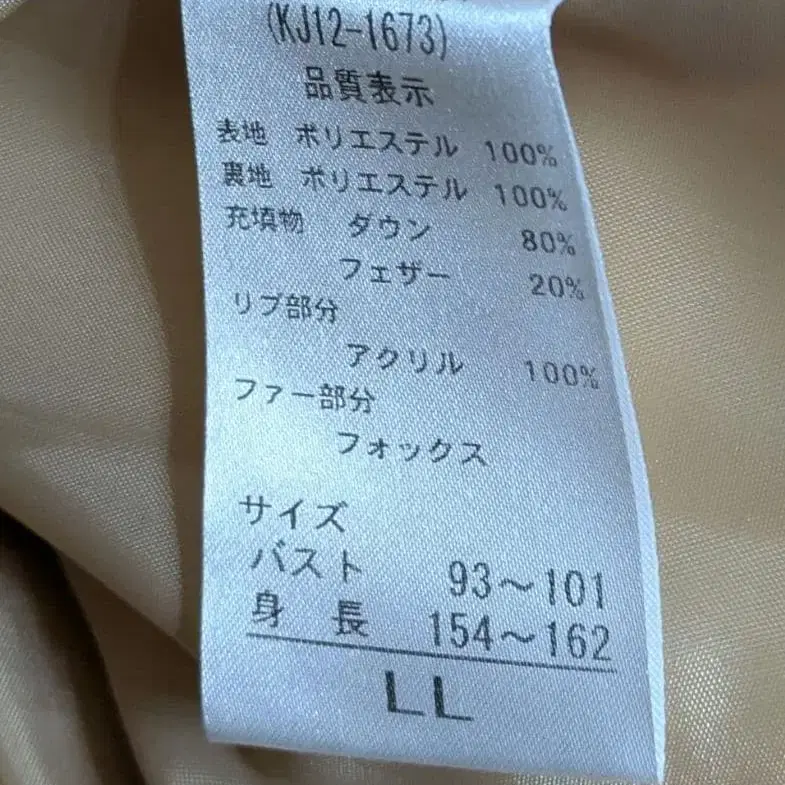 (KJ12-1673)
品質表示
表地 ポリエステル 100%
裏地 ポリエステル 100%
充填物 ダウン 80%
フェザー 20%
リブ部分
アクリル 100%
ファー部分
フォックス
サイズ
バスト 93～101
身長 154～162
LL